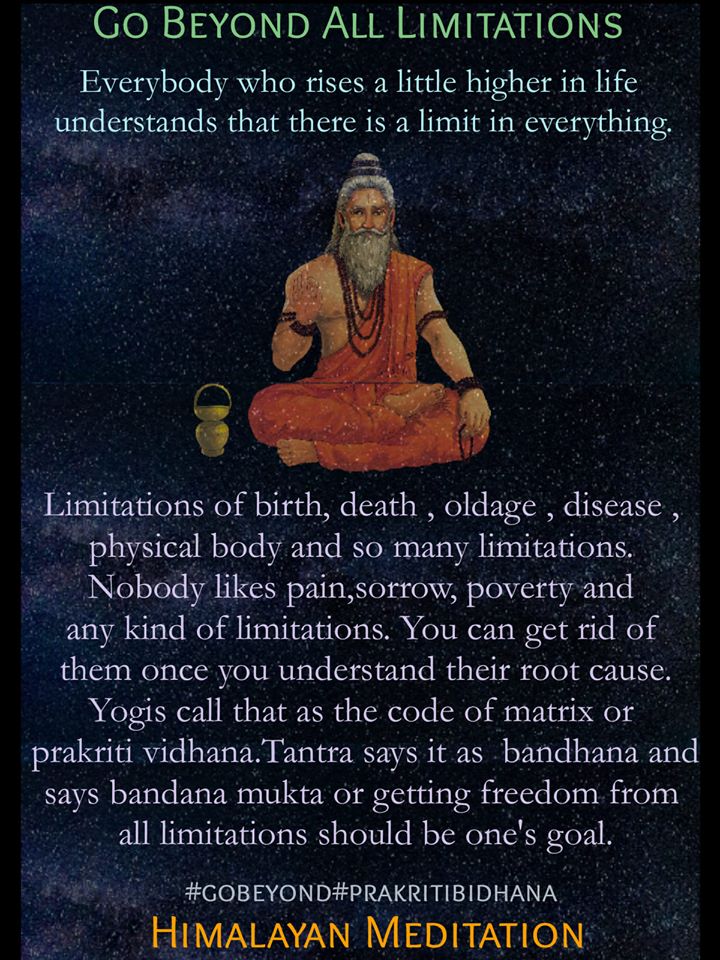 Go Beyond All Limitations
Everybody who rises a little higher in life
understands that there is a limit in everything.
Limitations of birth, death , oldage , disease ,
physical body and so many limitations.
Nobody likes pain,sorrow, poverty and
any kind of limitations. You can get rid of
them once you understand their root cause.
Yogis call that as the code of matrix or
prakriti vidhana.Tantra says it as  bandhana and
says bandana mukta or getting freedom from
all limitations should be one's goal.
#GOBEYOND#PRAKRITIBIDHANA
Himalayan Meditation